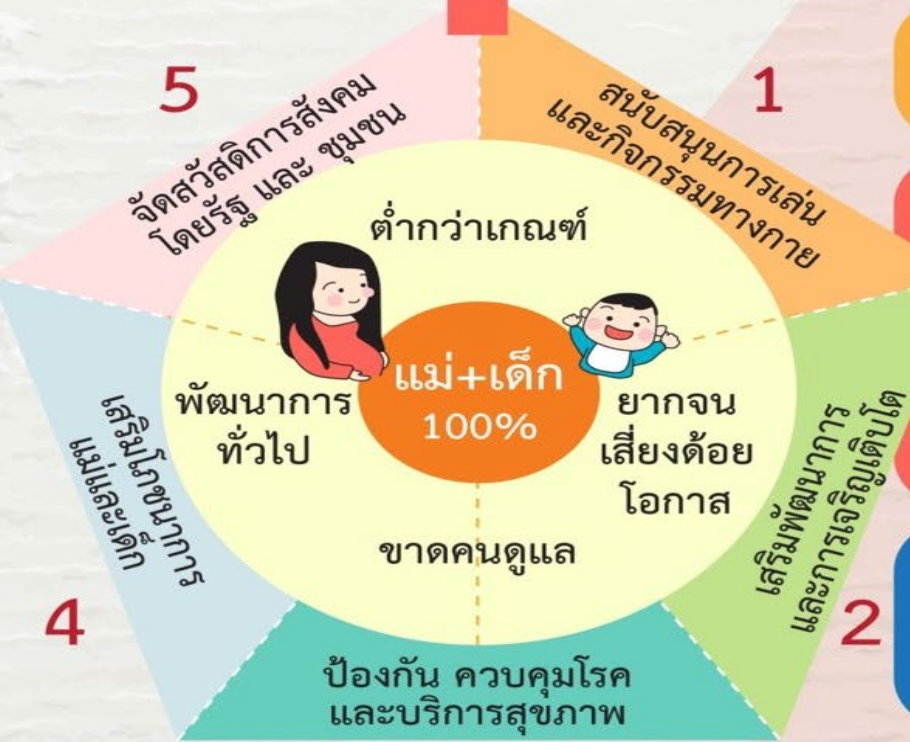 5
จัดสวัสดิการสังคม
โดยรัฐ และ ชุมชน
1
สนับสนุนการเล่น
และกิจกรรมทางกาย
ต่ำกว่าเกณฑ์
แม่+เด็ก
100%
พัฒนาการ
ทั่วไป
ยากจน
เสี่ยงด้อย
โอกาส
ขาดคนดูแล
เสริมโภชนาการ
แม่และเด็ก
4
เสริมพัฒนาการ
และการเจริญเติบโต
2
ป้องกัน ควบคุมโรค
และบริการสุขภาพ